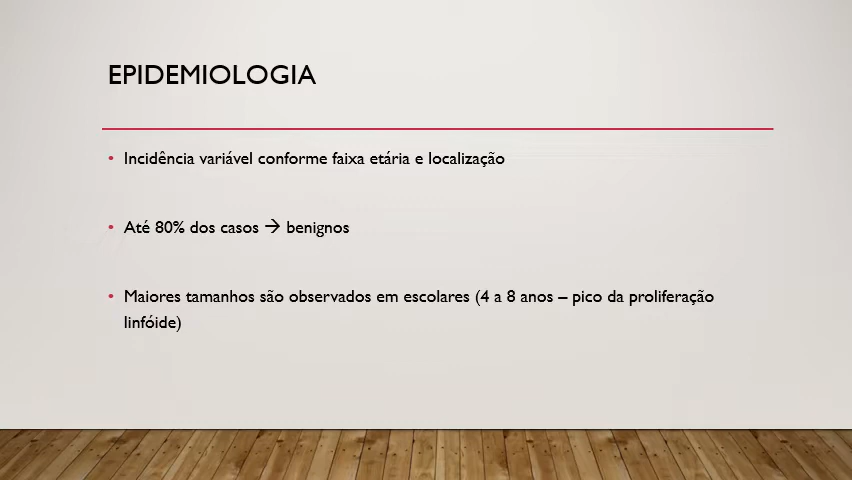 EPIDEMIOLOGIA
• Incidência variável conforme faixa etária e localização
• Até 80% dos casos → benignos
• Maiores tamanhos são observados em escolares (4 a 8 anos – pico da proliferação
linfóide)